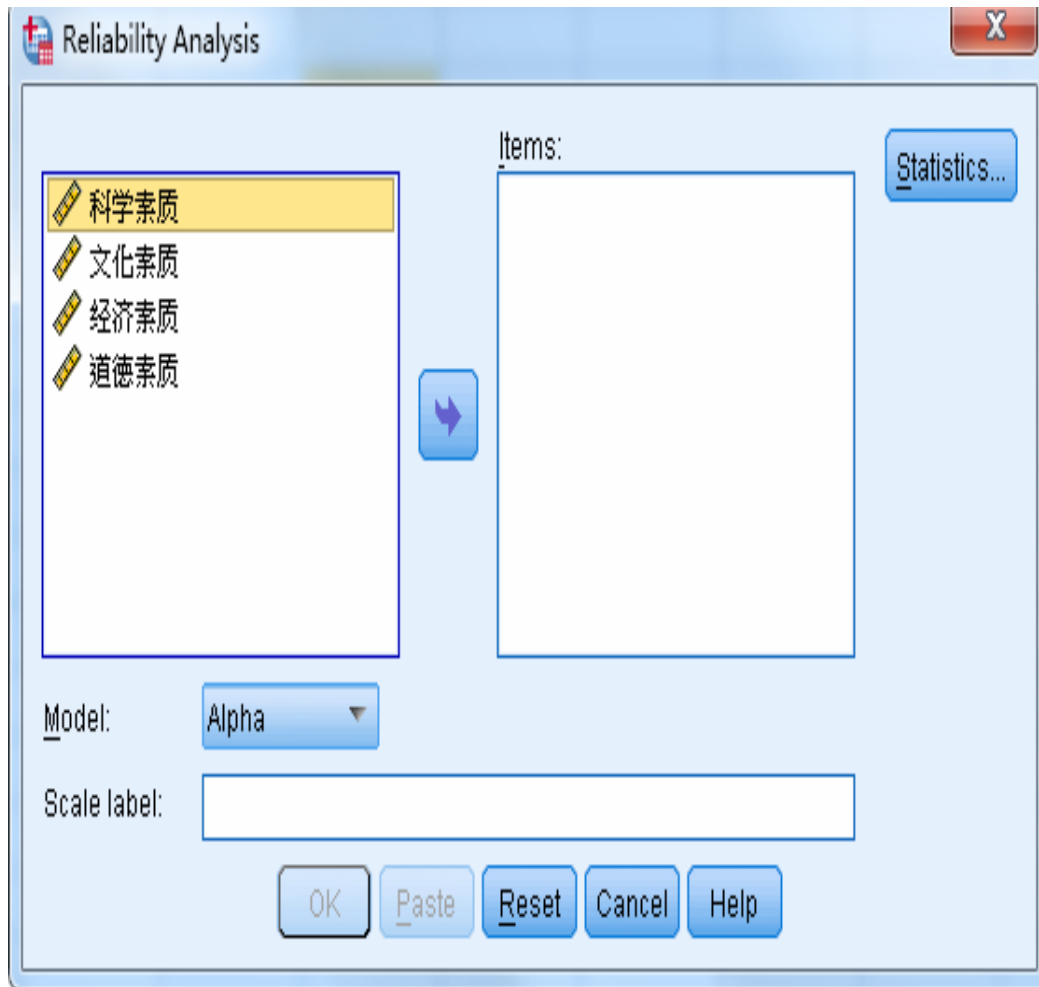 Reliability Analysis
X
Items:
Statistics...
科学素质
文化素质
经济素质
道德素质
Model:
Alpha
Scale label:
OK
Paste
Reset
Cancel
Help